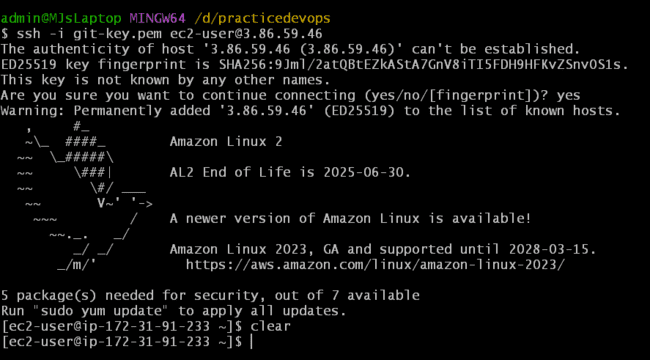 admin@MJsLaptop MINGW64 /d/practicedevops
$ ssh -i git-key.pem ec2-user@3.86.59.46
The authenticity of host '3.86.59.46 (3.86.59.46)' can't be established.
ED25519 key fingerprint is SHA256:9Jml/2atQBtEZkAStA7GnV8iTI5FDH9HFKvZSnvOS1s.
This key is not known by any other names.
Are you sure you want to continue connecting (yes/no/[fingerprint])? yes
Warning: Permanently added '3.86.59.46' (ED25519) to the list of known hosts.
   ,     #_
   ~\_  ####_        Amazon Linux 2
  ~~  \_#####\
  ~~     \###|       AL2 End of Life is 2025-06-30.
  ~~       \#/ ___
   ~~       V~' '->
    ~~~         /    A newer version of Amazon Linux is available!
      ~~._.   _/
         _/ _/       Amazon Linux 2023, GA and supported until 2028-03-15.
       _/m/'           https://aws.amazon.com/linux/amazon-linux-2023/
5 package(s) needed for security, out of 7 available
Run "sudo yum update" to apply all updates.
[ec2-user@ip-172-31-91-233 ~]$ clear
[ec2-user@ip-172-31-91-233 ~]$